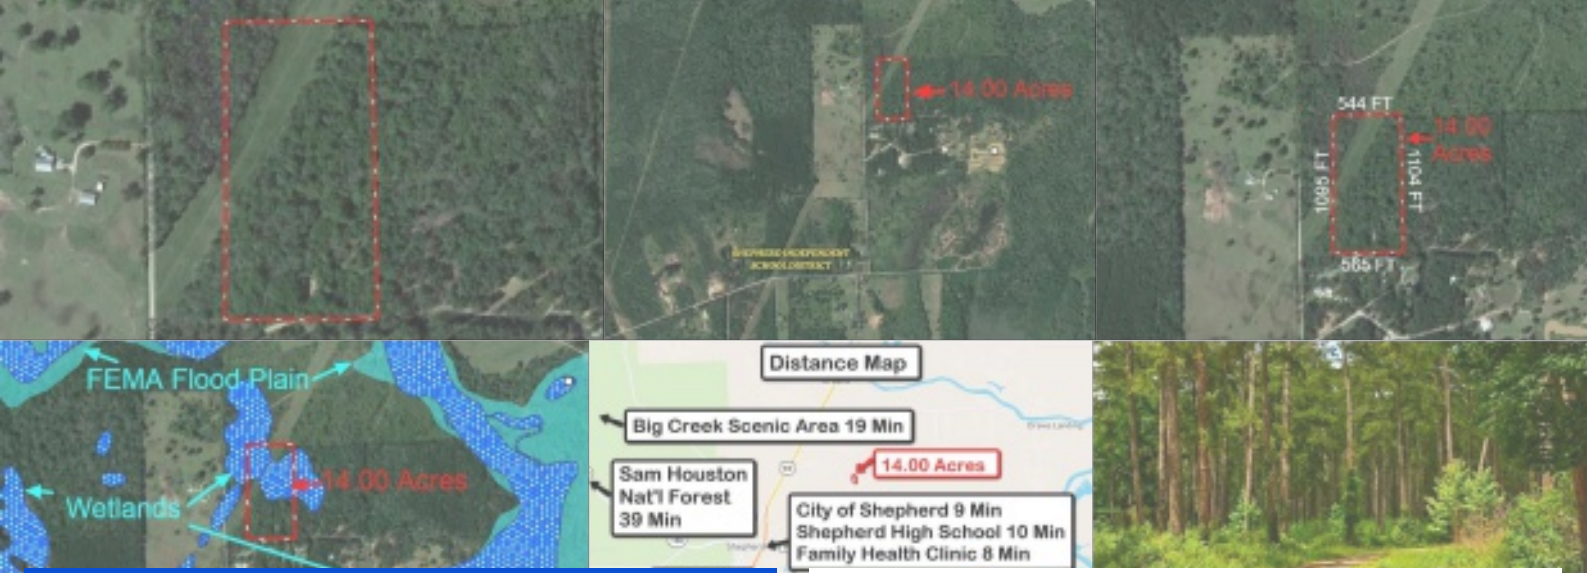 14.00 Acres
SHEPHERD INDEPENDENT
SCHOOL DISTRICT
544 FT
14.00
Acres
1095 FT
1104 FT
565 FT
FEMA Flood Plain
14.00 Acres
Wetlands
Distance Map
Big Creek Scenic Area 19 Min
14.00 Acres
Sam Houston
Nat'l Forest
39 Min
City of Shepherd 9 Min
Shepherd High School 10 Min
Family Health Clinic 8 Min
Shepherd